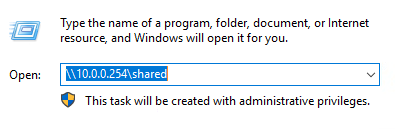 Type the name of a program, folder, document, or Internet
resource, and Windows will open it for you.
Open: \\10.0.0.254\shared
This task will be created with administrative privileges.